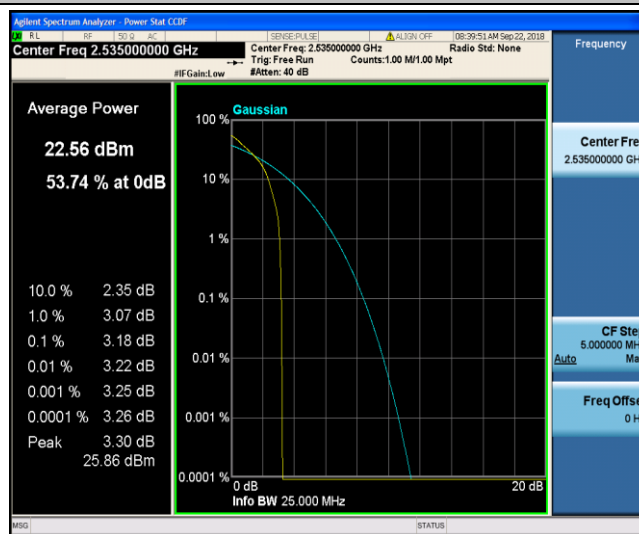 Agilent Spectrum Analyzer - Power Stat CCDF
RL RF 50 Ω AC SENSE:PULSE ALIGN OFF 08:39:51 AM Sep 22, 2018
Center Freq 2.535000000 GHz
Center Freq: 2.535000000 GHz Radio Std: None
Trig: Free Run Counts:1.00 M/1.00 Mpt
#IFGain:Low #Atten: 40 dB
Frequency
Average Power
22.56 dBm
53.74 % at 0dB
10.0 % 2.35 dB
1.0 % 3.07 dB
0.1 % 3.18 dB
0.01 % 3.22 dB
0.001 % 3.25 dB
0.0001 % 3.26 dB
Peak 3.30 dB
25.86 dBm
Gaussian
100 %
10 %
1 %
0.1 %
0.01 %
0.001 %
0.0001 %
0 dB 20 dB
Info BW 25.000 MHz
Center Fre
2.535000000 GH
CF Ste
5.000000 MH
Auto Ma
Freq Offse
0 H
MSG STATUS